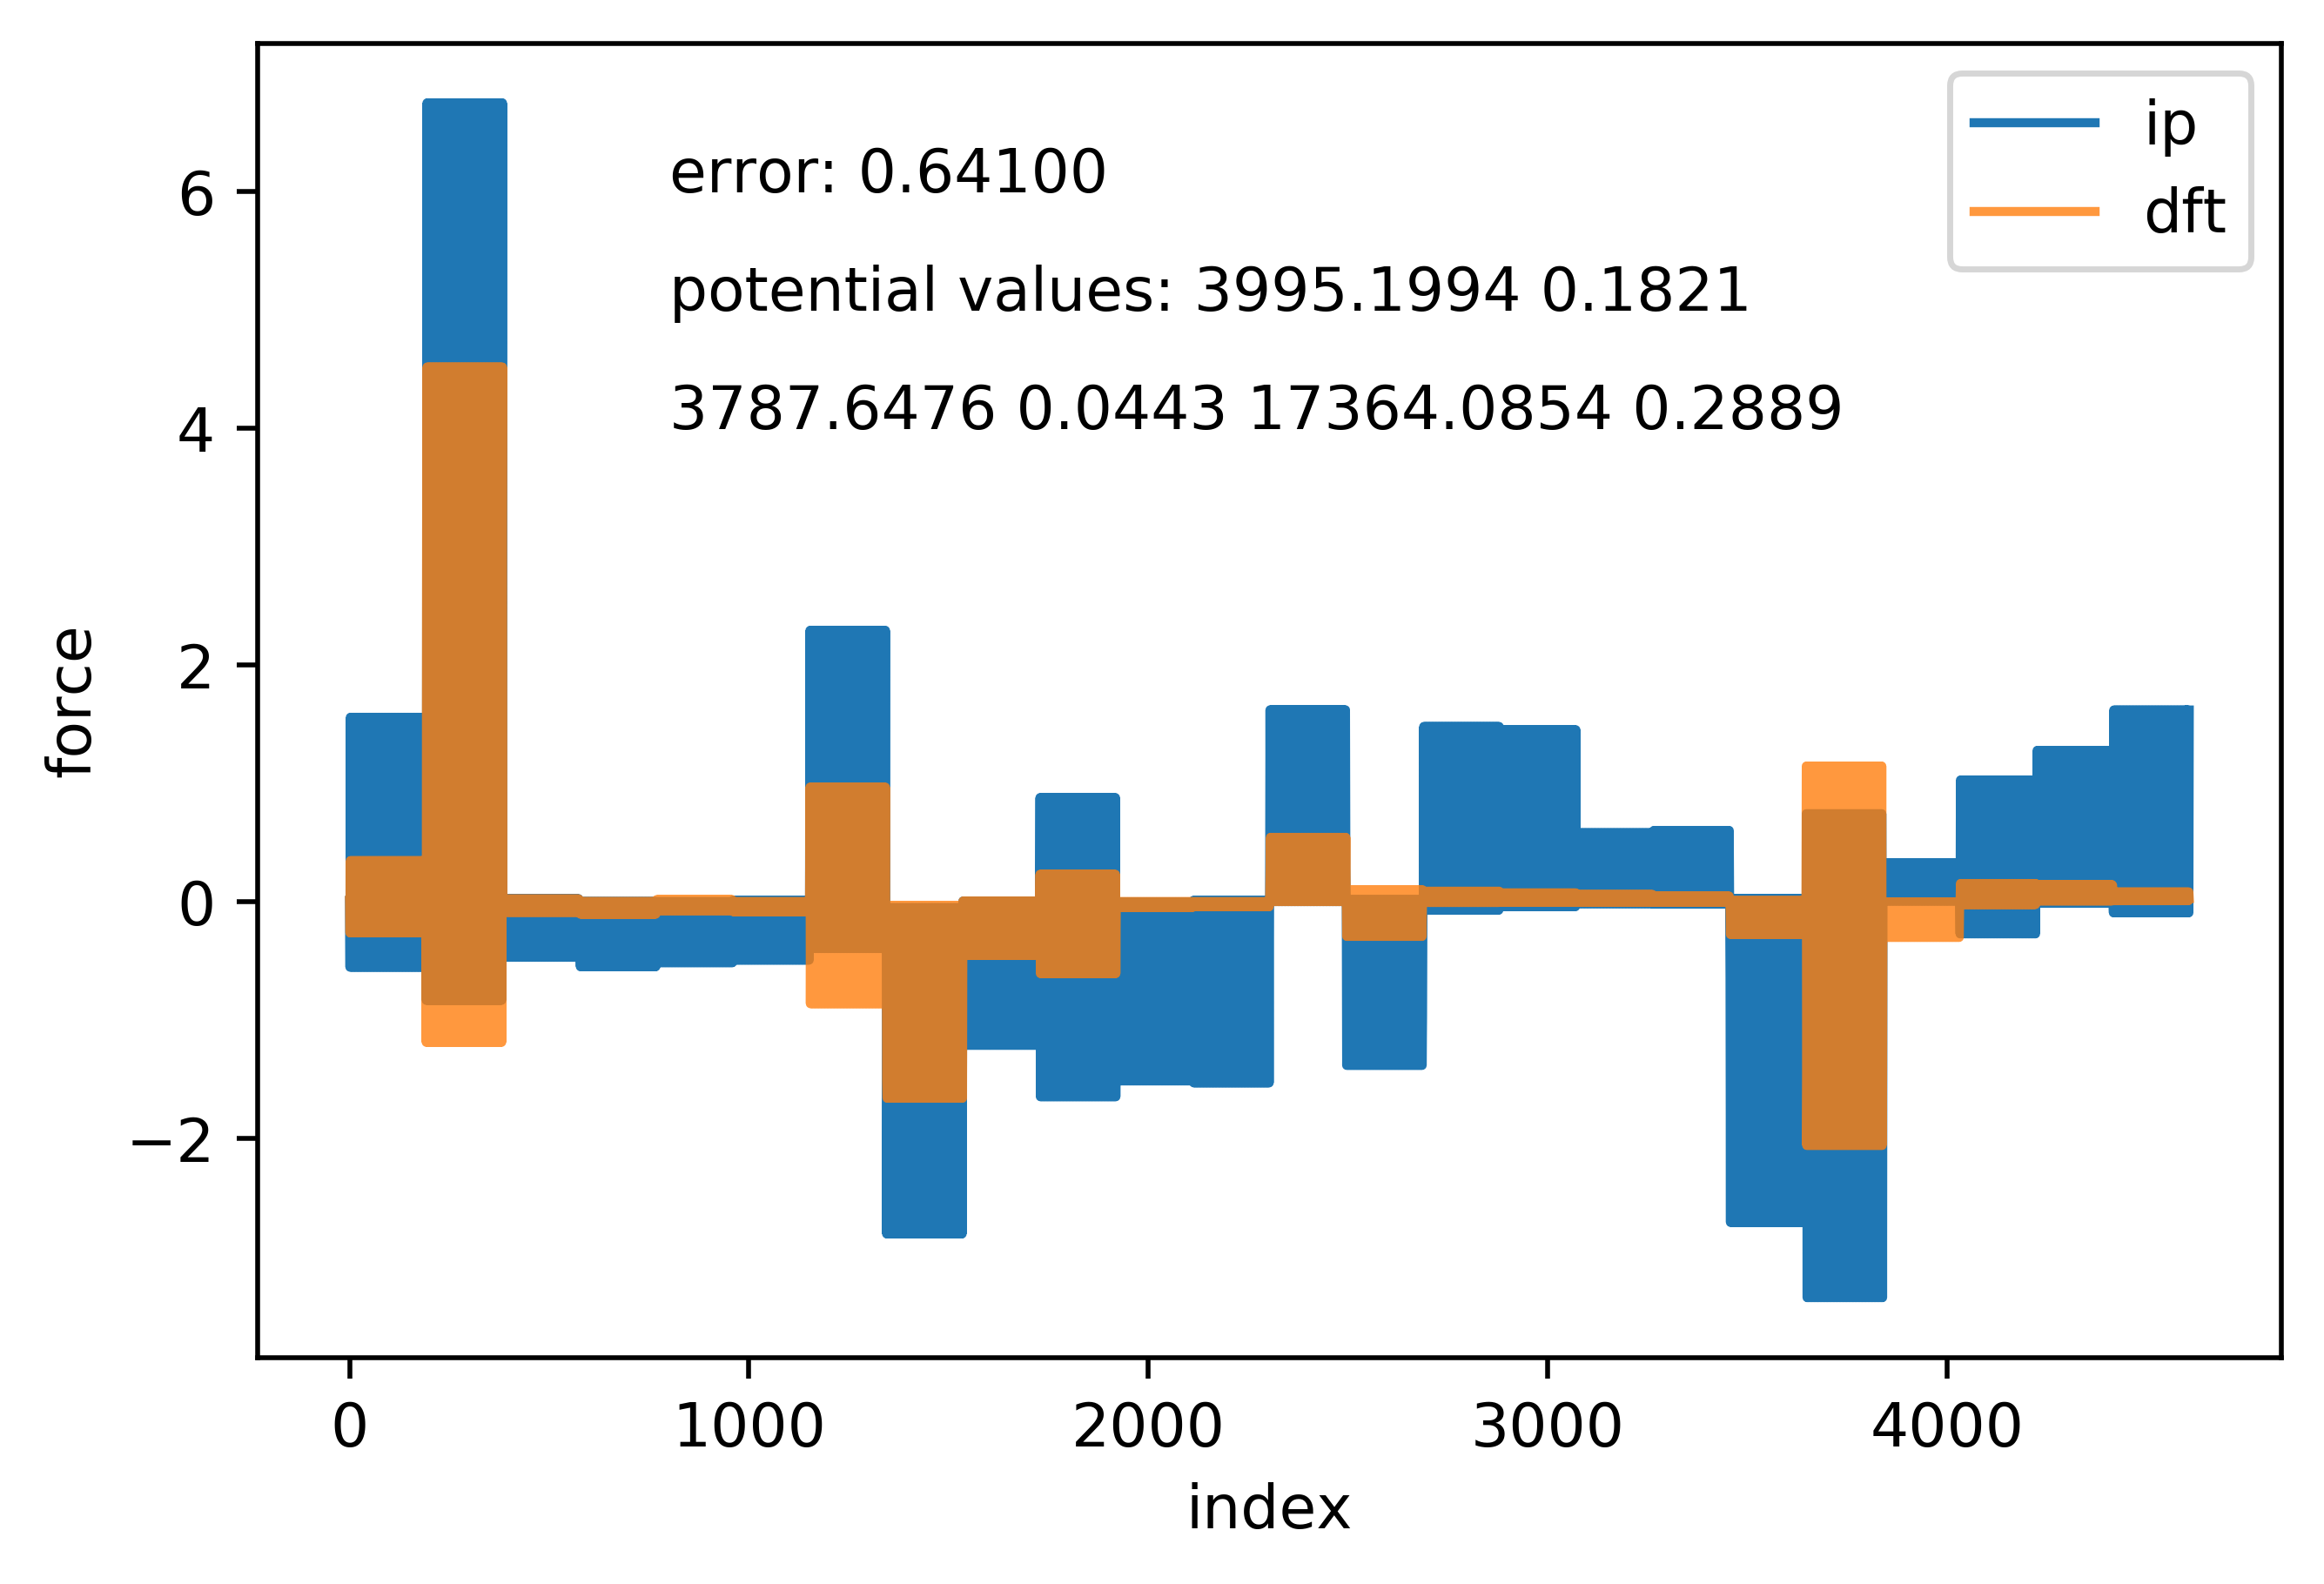 error: 0.64100
potential values: 3995.1994 0.1821
3787.6476 0.0443 17364.0854 0.2889
ip
dft
6
4
2
0
−2
force
0 1000 2000 3000 4000
index